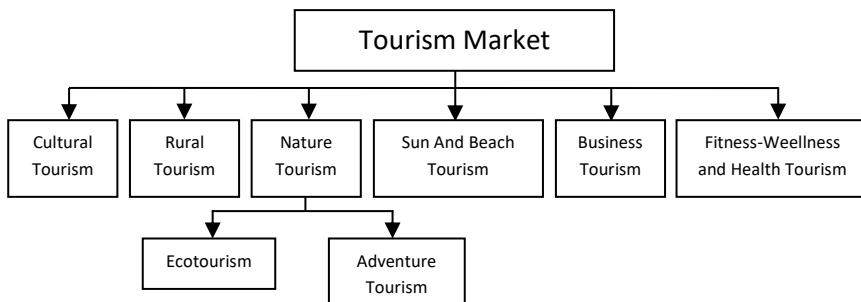 Tourism Market
Cultural
Tourism
Rural
Tourism
Nature
Tourism
Sun And Beach
Tourism
Business
Tourism
Fitness-Weellness
and Health Tourism
Ecotourism
Adventure
Tourism